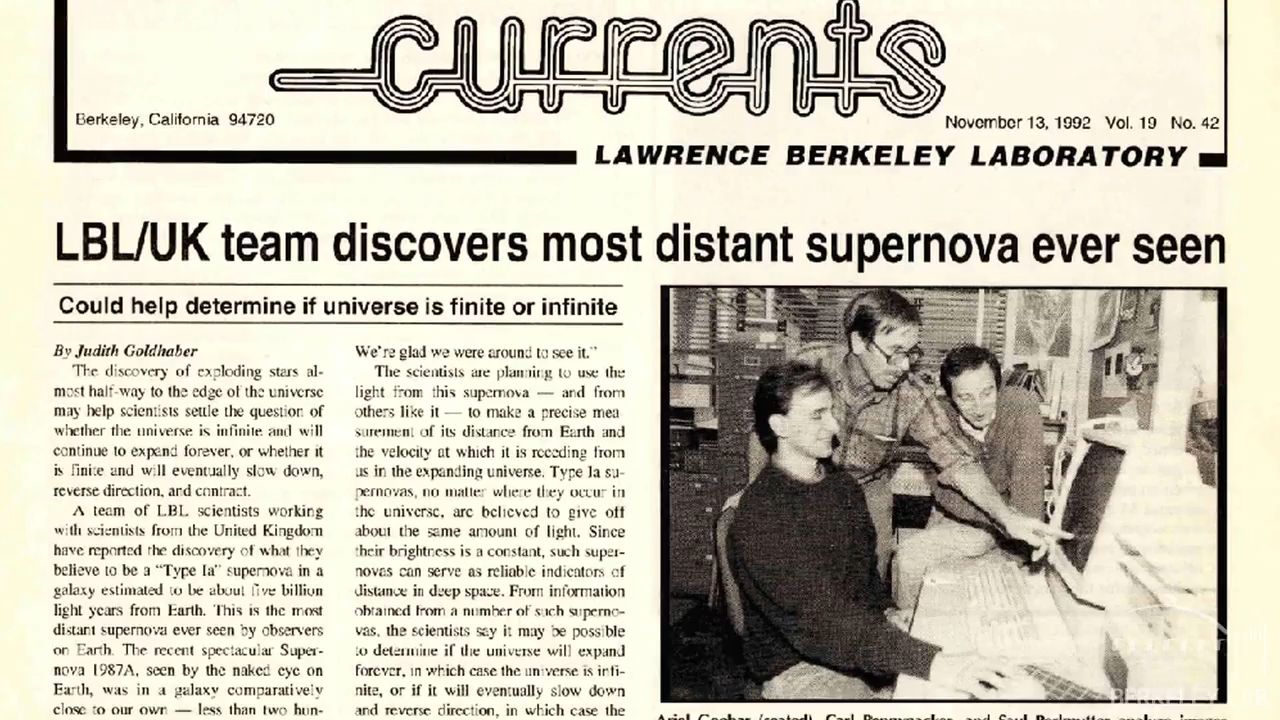 currents
Berkeley, California 94720
November 13, 1992 Vol. 19 No. 42
LAWRENCE BERKELEY LABORATORY
LBL/UK team discovers most distant supernova ever seen
Could help determine if universe is finite or infinite
By Judith Goldhaber
The discovery of exploding stars al-
most half-way to the edge of the universe
may help scientists settle the question of
whether the universe is infinite and will
continue to expand forever, or whether it
is finite and will eventually slow down,
reverse direction, and contract.
A team of LBL scientists working
with scientists from the United Kingdom
have reported the discovery of what they
believe to be a “Type Ia” supernova in a
galaxy estimated to be about five billion
light years from Earth. This is the most
distant supernova ever seen by observers
on Earth. The recent spectacular Super-
nova 1987A, seen by the naked eye on
Earth, was in a galaxy comparatively
close to our own — less than two hun-
We're glad we were around to see it.”
The scientists are planning to use the
light from this supernova — and from
others like it — to make a precise mea
surement of its distance from Earth and
the velocity at which it is receding from
us in the expanding universe. Type Ia su-
pernovas, no matter where they occur in
the universe, are believed to give off
about the same amount of light. Since
their brightness is a constant, such super-
novas can serve as reliable indicators of
distance in deep space. From information
obtained from a number of such superno-
vas, the scientists say it may be possible
to determine if the universe will expand
forever, in which case the universe is infi-
nite, or if it will eventually slow down
and reverse direction, in which case the
Ariel Goobar (seated), Carl Pennypacker, and Saul Perlmutter analyze images
BERKELEY LAB